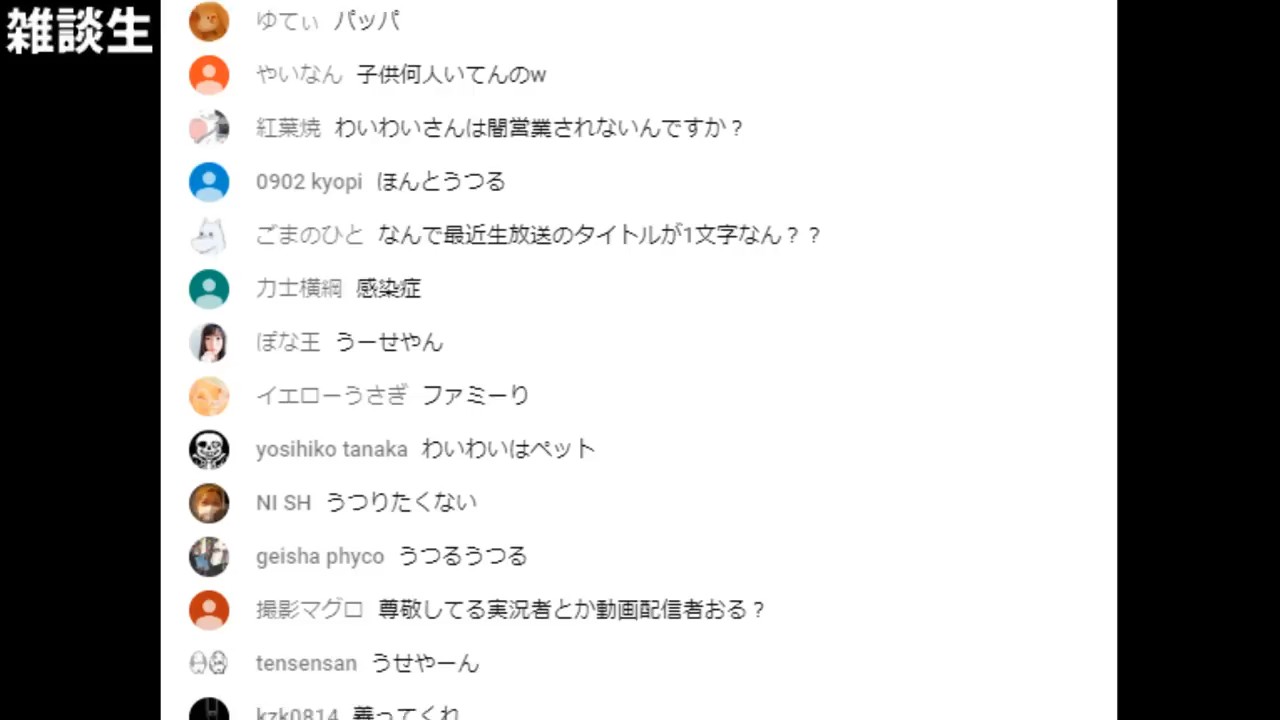 雑談生
ゆてぃ パッパ
やいなん 子供何人いてんのw
紅葉焼 わいわいさんは闇営業されないんですか？
0902 kyopi ほんとうつる
ごまのひと なんで最近生放送のタイトルが1文字なん？？
力士横綱 感染症
ぽな王 うーせやん
イエローうさぎ ファミーり
yosihiko tanaka わいわいはペット
NI SH うつりたくない
geisha phyco うつるうつる
撮影マグロ 尊敬してる実況者とか動画配信者おる？
tensensan うせやーん
kzk0814 養ってくれ